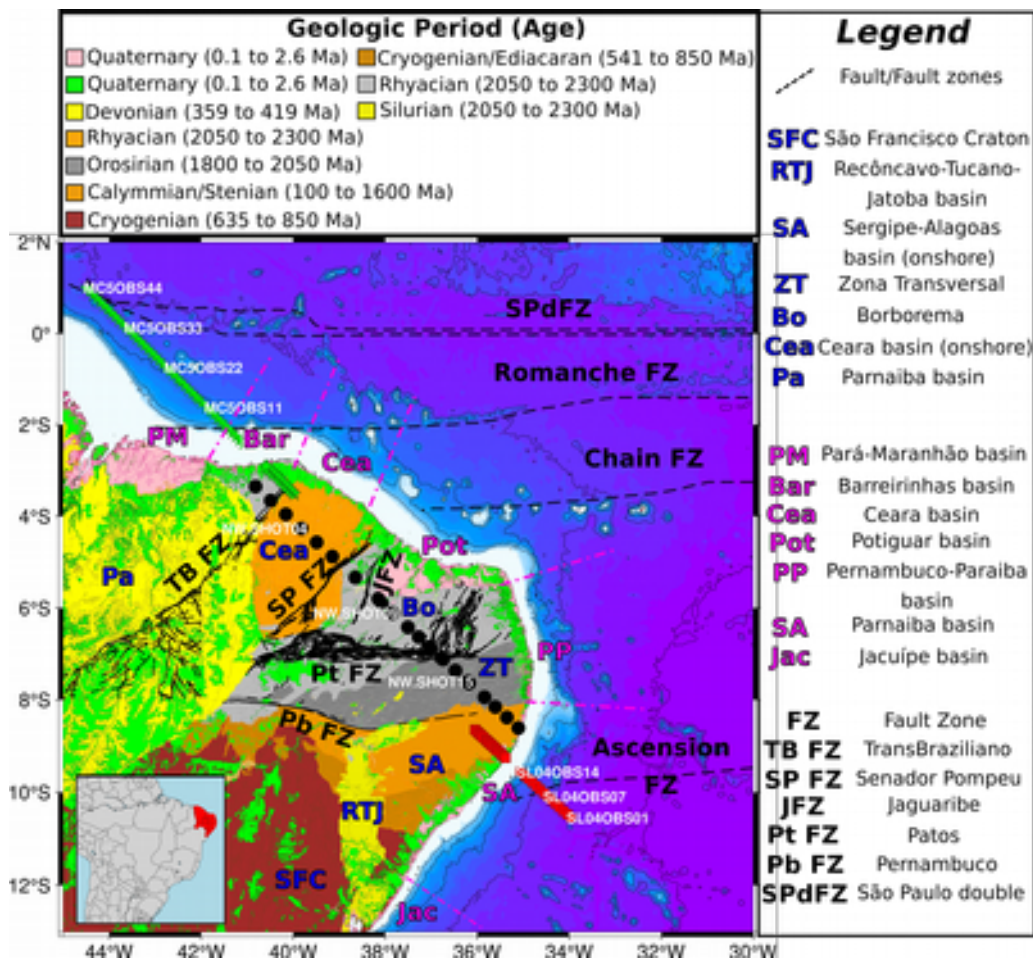 Geologic Period (Age)
Quaternary (0.1 to 2.6 Ma)
Cryogenian/Ediacaran (541 to 850 Ma)
Quaternary (0.1 to 2.6 Ma)
Rhyacian (2050 to 2300 Ma)
Devonian (359 to 419 Ma)
Silurian (2050 to 2300 Ma)
Rhyacian (2050 to 2300 Ma)
Orosirian (1800 to 2050 Ma)
Calymmian/Stenian (100 to 1600 Ma)
Cryogenian (635 to 850 Ma)
Legend
Fault/Fault zones
SFC São Francisco Craton
RTJ Recôncavo-Tucano-
Jatoba basin
SA Sergipe-Alagoas
basin (onshore)
ZT Zona Transversal
Bo Borborema
Cea Ceara basin (onshore)
Pa Parnaiba basin
PM Pará-Maranhão basin
Bar Barreirinhas basin
Cea Ceara basin
Pot Potiguar basin
PP Pernambuco-Paraiba
basin
SA Parnaiba basin
Jac Jacuípe basin
FZ Fault Zone
TB FZ TransBraziliano
SP FZ Senador Pompeu
JFZ Jaguaribe
Pt FZ Patos
Pb FZ Pernambuco
SPdFZ São Paulo double
2°N
0°
2°S
4°S
6°S
8°S
10°S
12°S
44°W
42°W
40°W
38°W
36°W
34°W
32°W
30°W
MC5OBS44
SPdFZ
MC5OBS33
Romanche FZ
MC9OBS22
MC5OBS11
PM
Bar
Cea
Chain FZ
NW.SHOT04
Cea
Pot
Pa
TB FZ
SP FZ
JFZ
Bo
PP
Pt FZ
ZT
Pb FZ
SA
Ascension
FZ
SL04OBS14
SA
SL04OBS07
RTJ
SL04OBS01
SFC
Jac